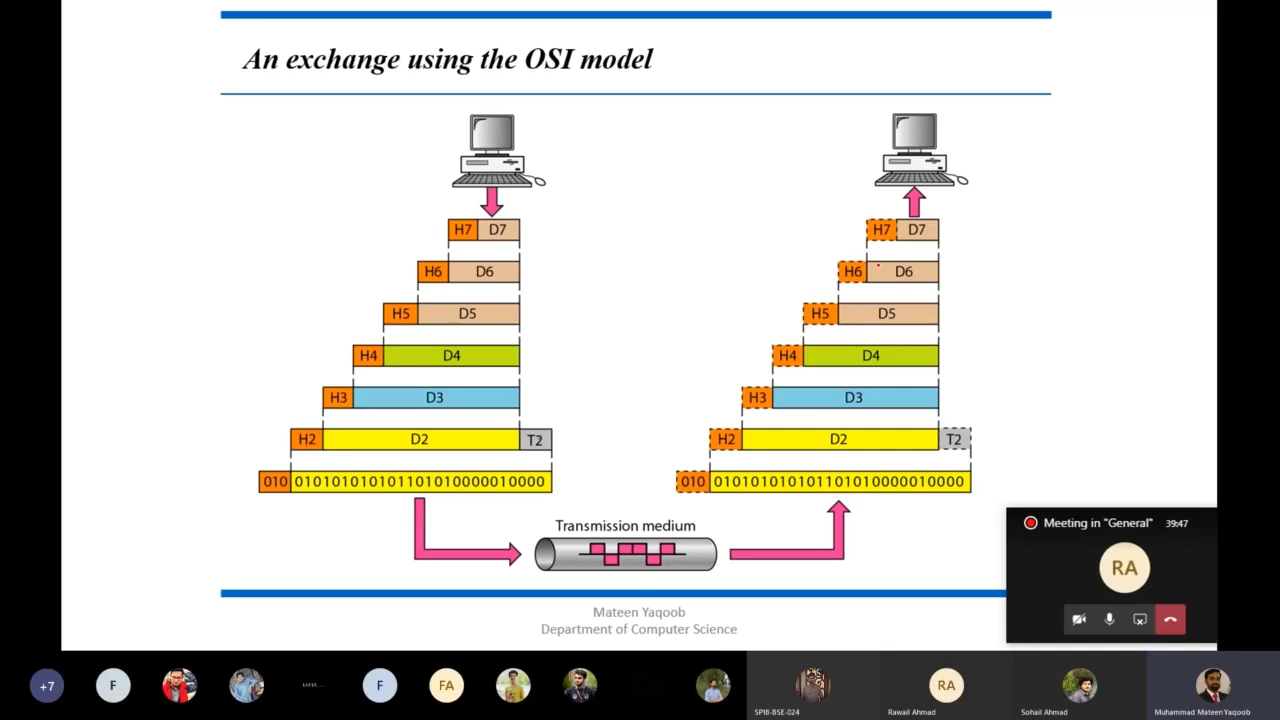 An exchange using the OSI model
H7 D7 H7 D7
H6 D6 H6 D6
H5 D5 H5 D5
H4 D4 H4 D4
H3 D3 H3 D3
H2 D2 T2 H2 D2 T2
010 010101010101101010000010000 010 010101010101101010000010000
Transmission medium
Meeting in "General" 39:47
RA
Mateen Yaqoob
Department of Computer Science
+7 F F FA RA
SP18-BSE-024 Rawail Ahmad Sohail Ahmad Muhammad Mateen Yaqoob